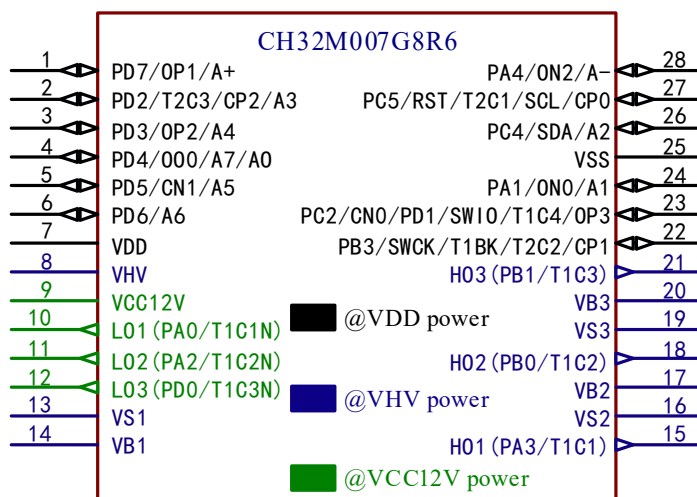 CH32M007G8R6
1 PD7/OP1/A+ PA4/ON2/A- 28
2 PD2/T2C3/CP2/A3 PC5/RST/T2C1/SCL/CP0 27
3 PD3/OP2/A4 PC4/SDA/A2 26
4 PD4/OO0/A7/A0 VSS 25
5 PD5/CN1/A5 PA1/ON0/A1 24
6 PD6/A6 PC2/CN0/PD1/SWIO/T1C4/OP3 23
7 VDD PB3/SWCK/T1BK/T2C2/CP1 22
8 VHV HO3(PB1/T1C3) 21
9 VCC12V VB3 20
10 LO1(PA0/T1C1N) @VDD power VS3 19
11 LO2(PA2/T1C2N) HO2(PB0/T1C2) 18
12 LO3(PD0/T1C3N) @VHV power VB2 17
13 VS1 VS2 16
14 VB1 HO1(PA3/T1C1) 15
@VCC12V power